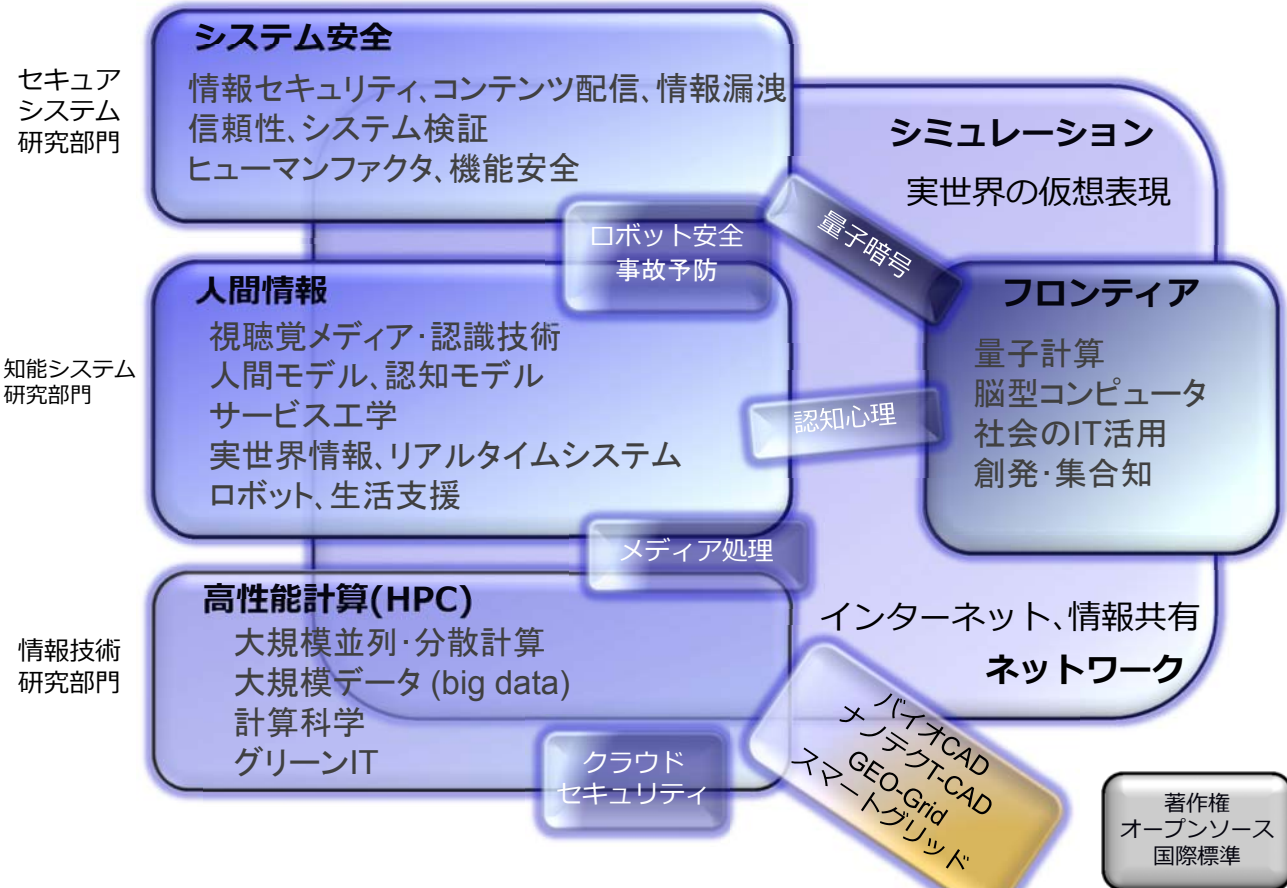 セキュア
システム
研究部門
システム安全
情報セキュリティ、コンテンツ配信、情報漏洩
信頼性、システム検証
ヒューマンファクタ、機能安全
シミュレーション
実世界の仮想表現
ロボット安全
事故予防
量子暗号
知能システム
研究部門
人間情報
視聴覚メディア・認識技術
人間モデル、認知モデル
サービス工学
実世界情報、リアルタイムシステム
ロボット、生活支援
認知心理
フロンティア
量子計算
脳型コンピュータ
社会のIT活用
創発・集合知
メディア処理
情報技術
研究部門
高性能計算(HPC)
大規模並列・分散計算
大規模データ (big data)
計算科学
グリーンIT
インターネット、情報共有
ネットワーク
クラウド
セキュリティ
バイオCAD
ナノテクT-CAD
GEO-Grid
スマートグリッド
著作権
オープンソース
国際標準